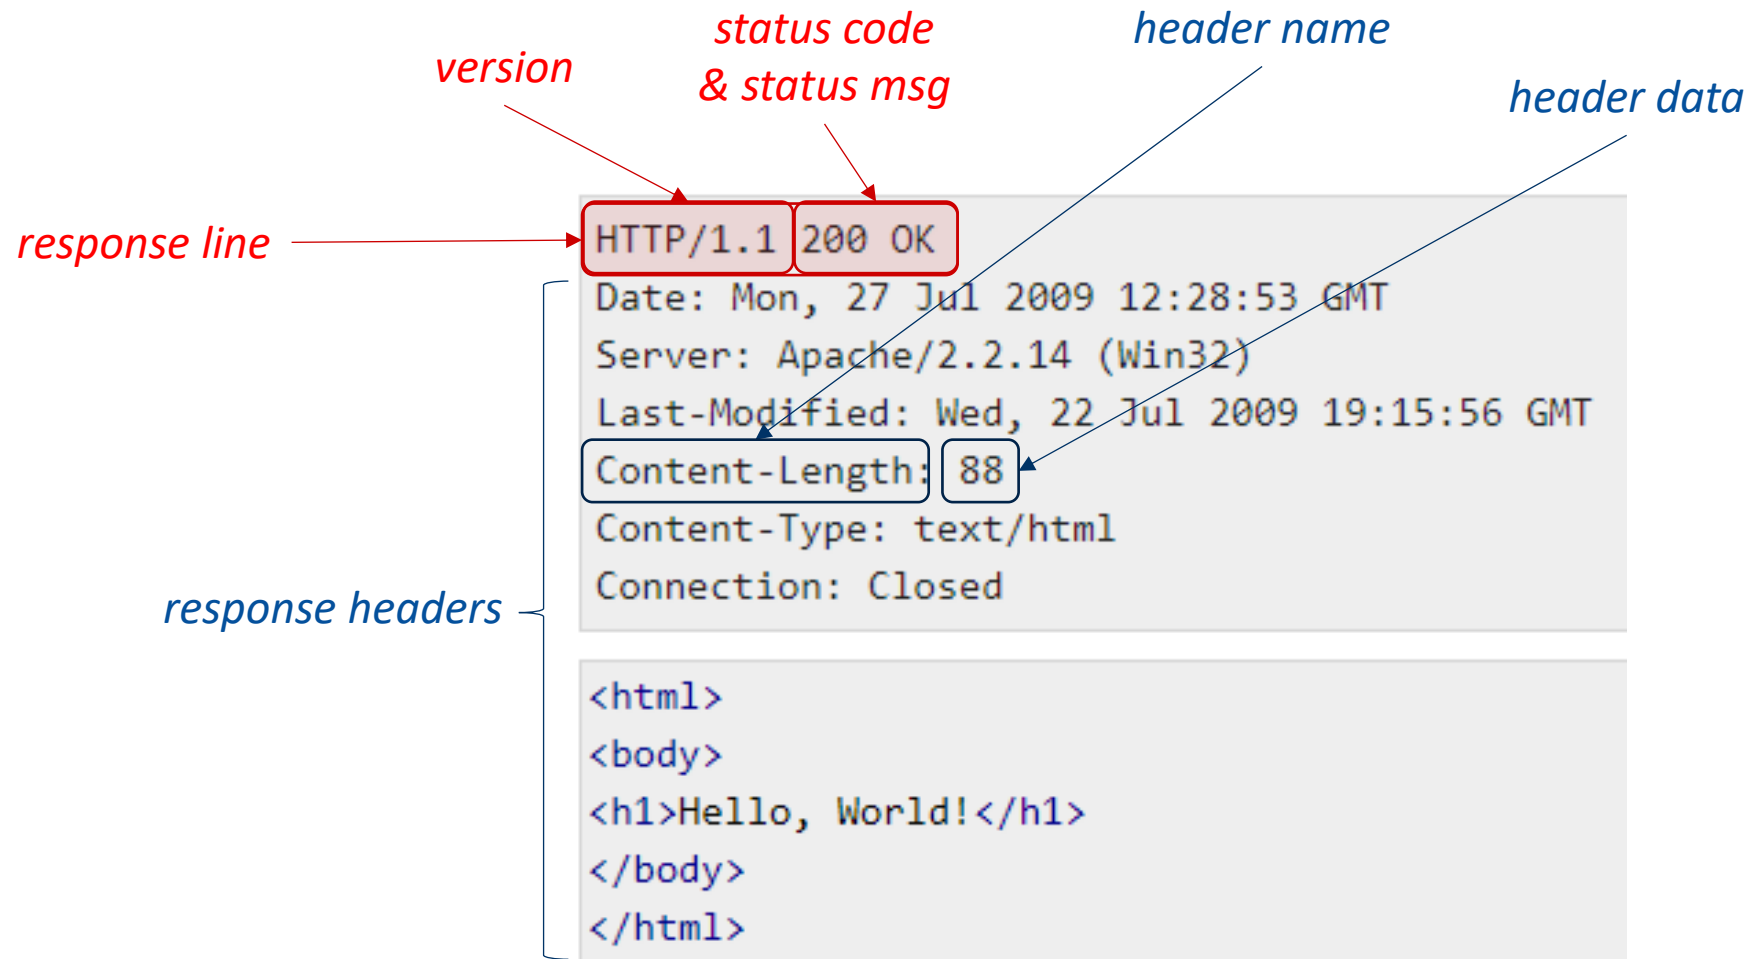 status code
& status msg
header name
version
header data
response line
HTTP/1.1 200 OK
Date: Mon, 27 Jul 2009 12:28:53 GMT
Server: Apache/2.2.14 (Win32)
Last-Modified: Wed, 22 Jul 2009 19:15:56 GMT
Content-Length: 88
Content-Type: text/html
Connection: Closed
response headers
<html>
<body>
<h1>Hello, World!</h1>
</body>
</html>